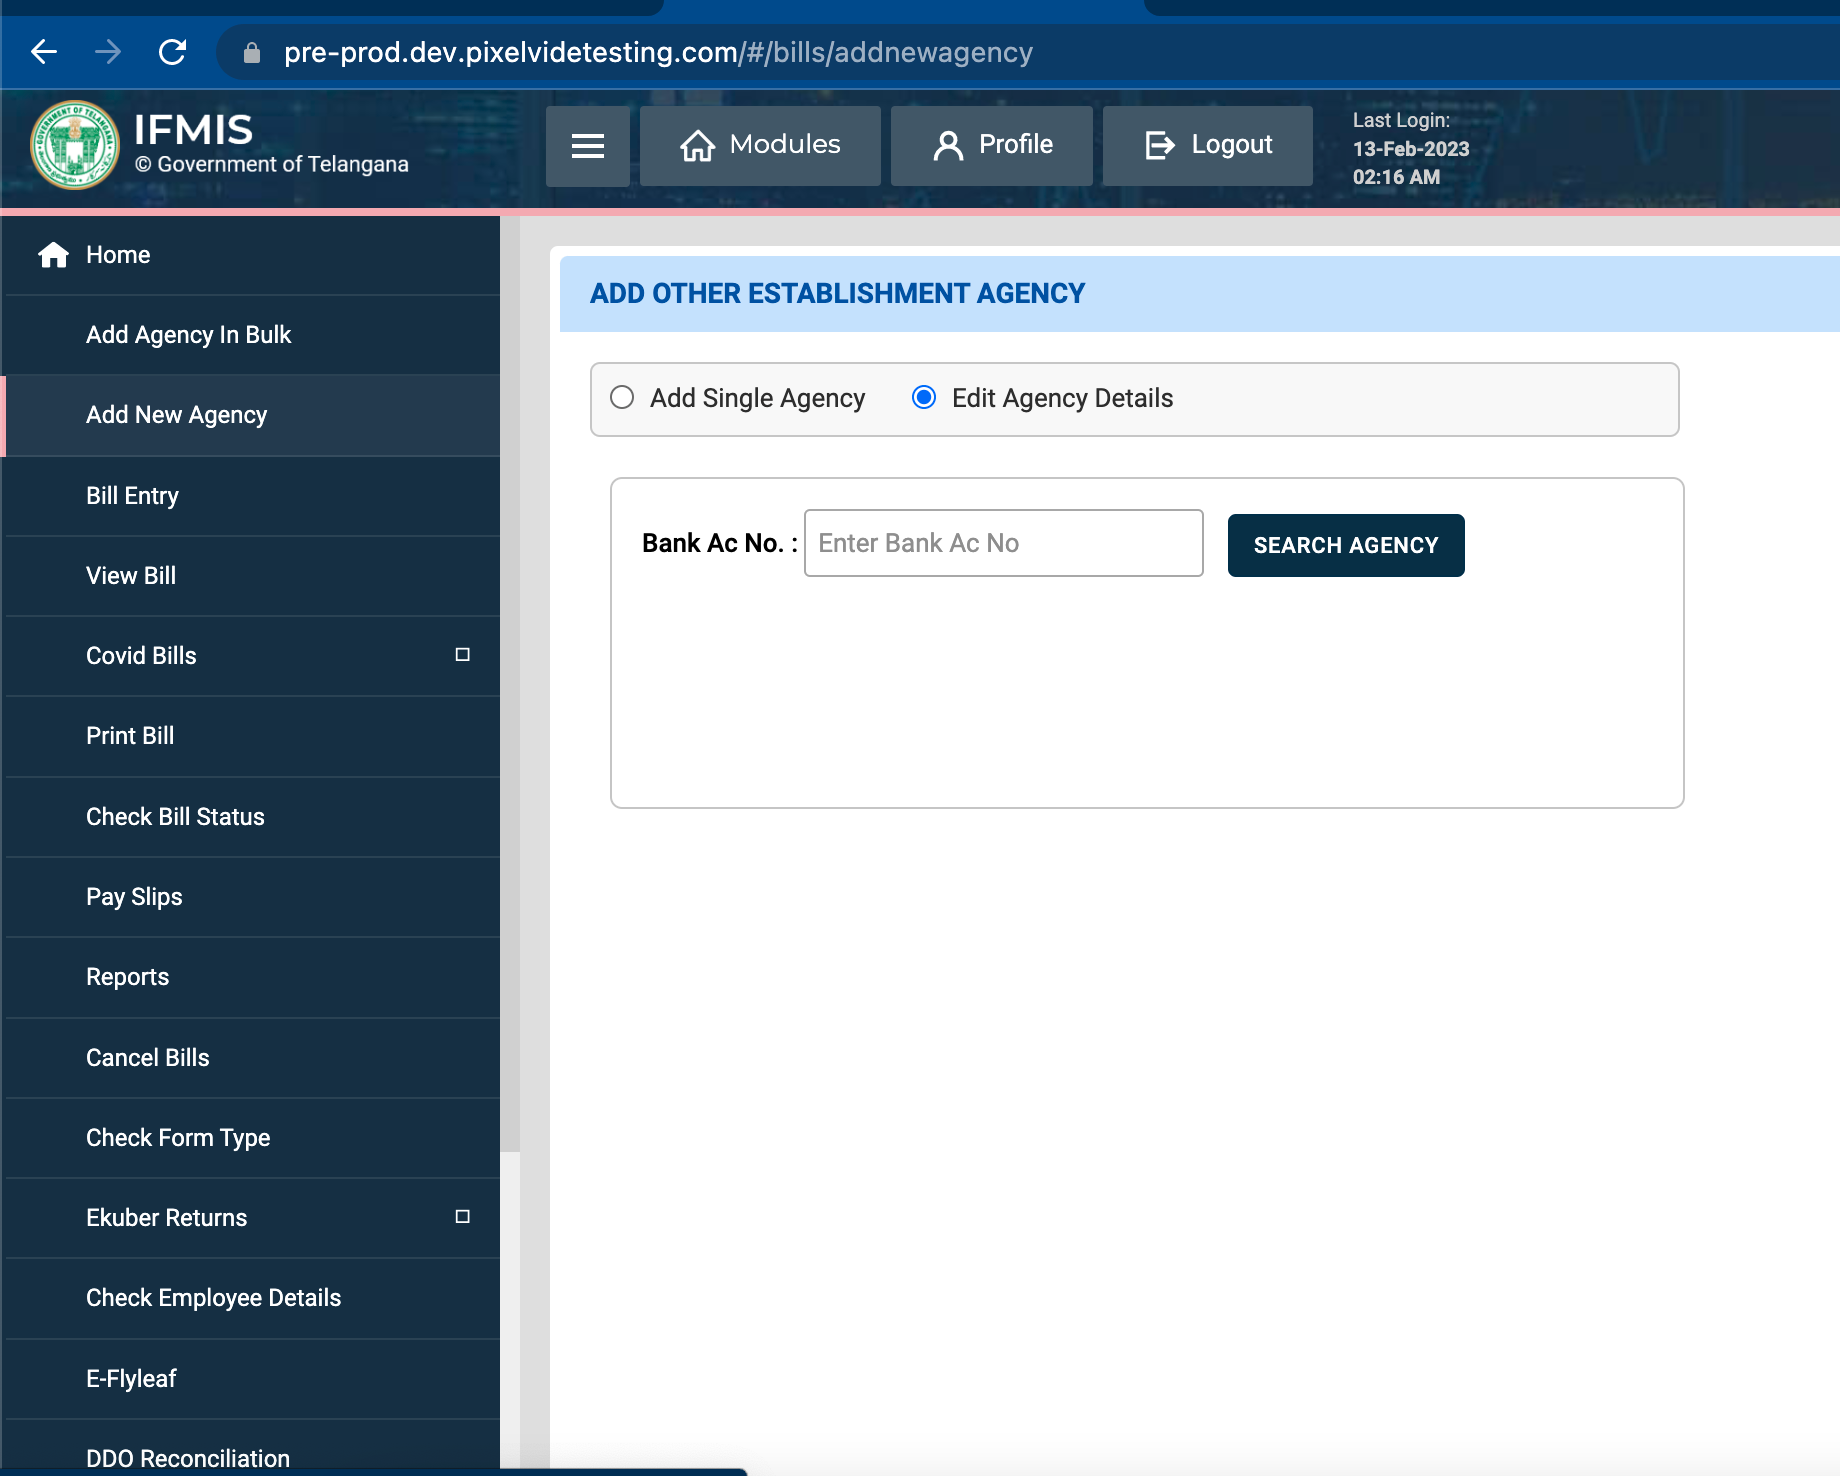 pre-prod.dev.pixelvidetesting.com/#/bills/addnewagency
IFMIS
© Government of Telangana
Modules
Profile
Logout
Last Login:
13-Feb-2023
02:16 AM
Home
Add Agency In Bulk
Add New Agency
Bill Entry
View Bill
Covid Bills
Print Bill
Check Bill Status
Pay Slips
Reports
Cancel Bills
Check Form Type
Ekuber Returns
Check Employee Details
E-Flyleaf
DDO Reconciliation
ADD OTHER ESTABLISHMENT AGENCY
Add Single Agency
Edit Agency Details
Bank Ac No. :
Enter Bank Ac No
SEARCH AGENCY